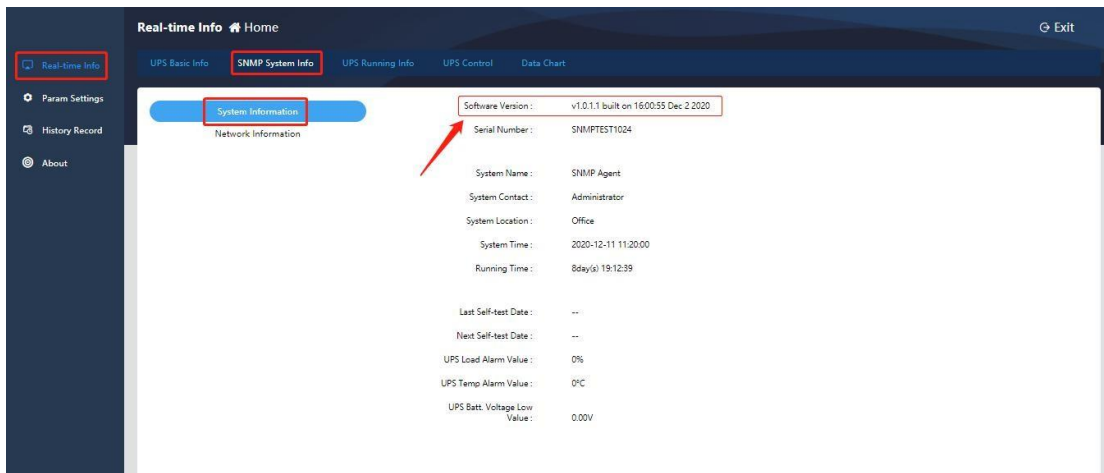 Real-time Info Home
Exit
Real-time Info
Param Settings
History Record
About
UPS Basic Info
SNMP System Info
UPS Running Info
UPS Control
Data Chart
System Information
Network Information
Software Version : v1.0.1.1 built on 16:00:55 Dec 2 2020
Serial Number : SNMPTEST1024
System Name : SNMP Agent
System Contact : Administrator
System Location : Office
System Time : 2020-12-11 11:20:00
Running Time : 8day(s) 19:12:39
Last Self-test Date : --
Next Self-test Date : --
UPS Load Alarm Value : 0%
UPS Temp Alarm Value : 0°C
UPS Batt. Voltage Low
Value : 0.00V